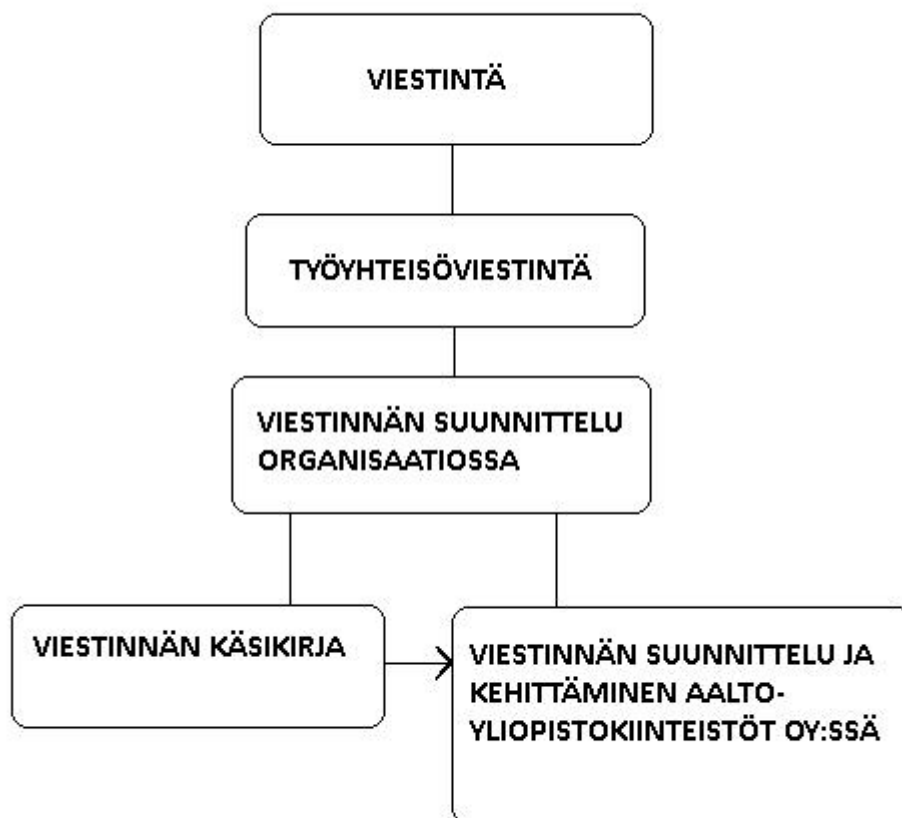 VIESTINTÄ
TYÖYHTEISÖVIESTINTÄ
VIESTINNÄN SUUNNITTELU
ORGANISAATIOSSA
VIESTINNÄN KÄSIKIRJA
VIESTINNÄN SUUNNITTELU JA
KEHITTÄMINEN AALTO-
YLIOPISTOKIINTEISTÖT OY:SSÄ